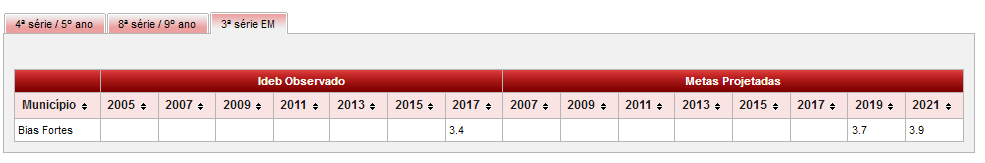 4ª série / 5º ano 8ª série / 9º ano 3ª série EM
Ideb Observado Metas Projetadas
Município 2005 2007 2009 2011 2013 2015 2017 2007 2009 2011 2013 2015 2017 2019 2021
Bias Fortes 3.4 3.7 3.9